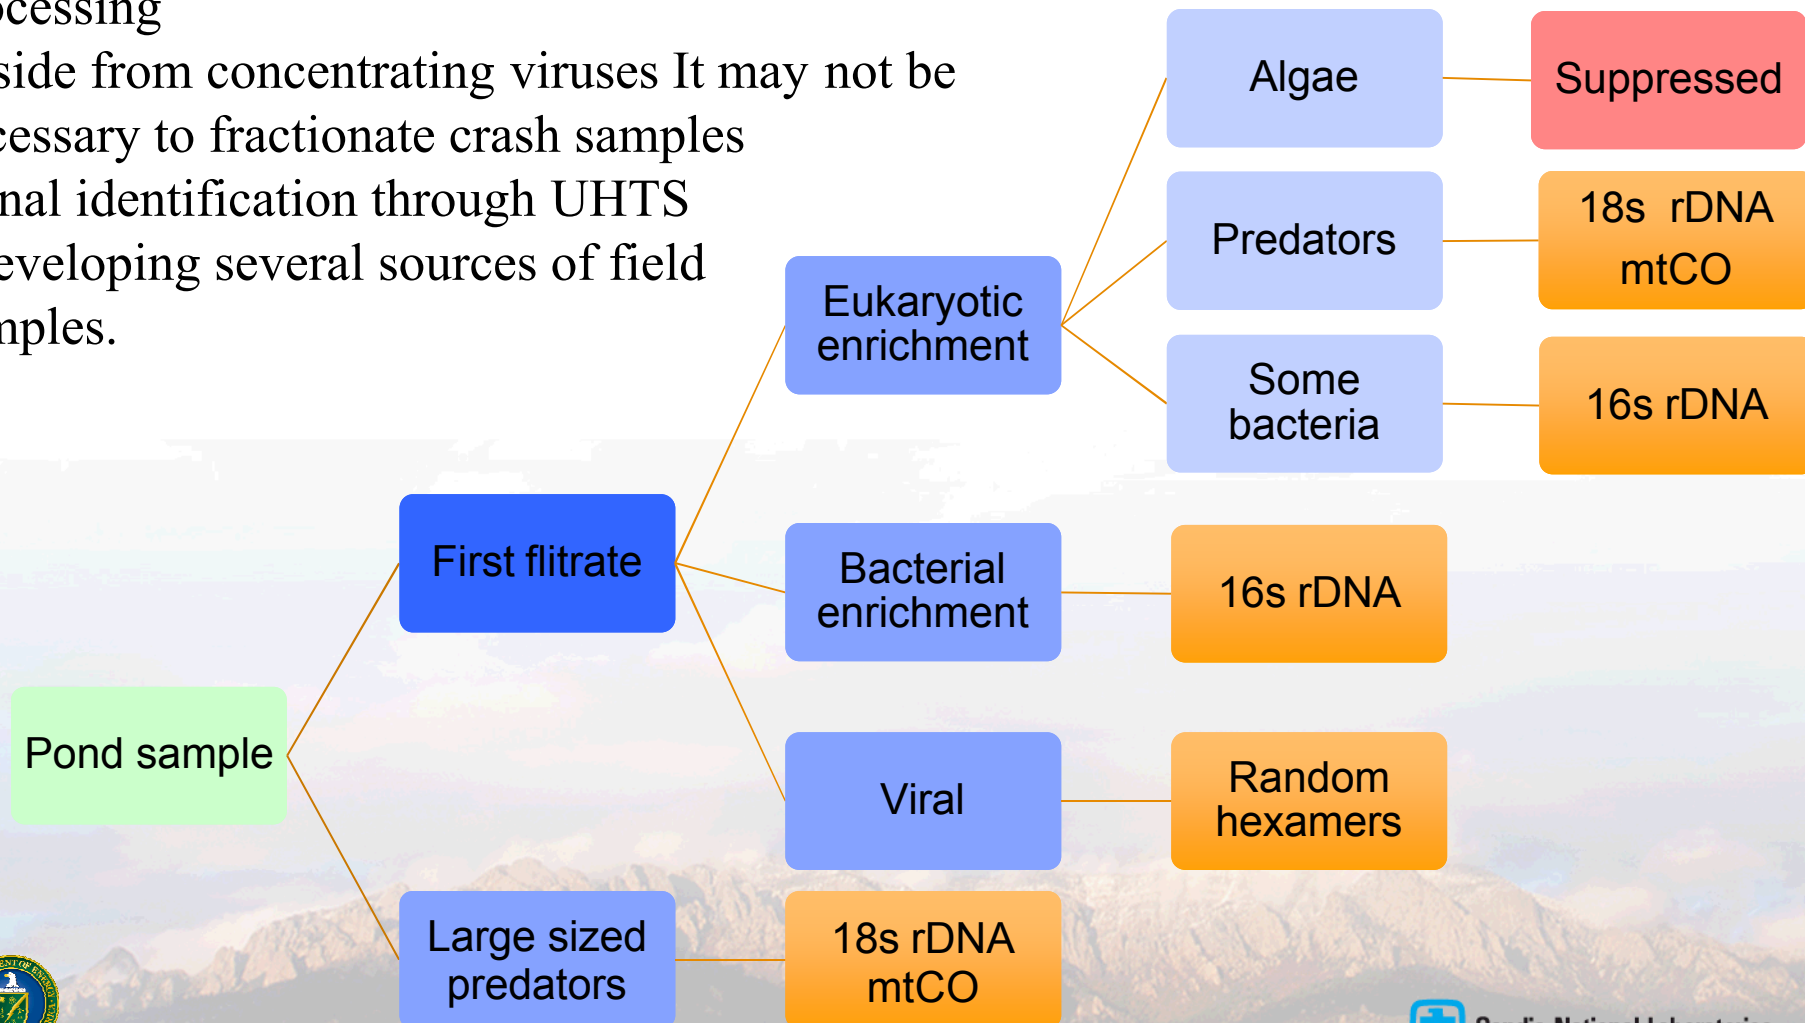 ocessing
side from concentrating viruses It may not be
cessary to fractionate crash samples
nal identification through UHTS
eveloping several sources of field
mples.
Algae
Suppressed
Predators
18s rDNA
mtCO
Eukaryotic
enrichment
Some
bacteria
16s rDNA
First flitrate
Bacterial
enrichment
16s rDNA
Pond sample
Viral
Random
hexamers
Large sized
predators
18s rDNA
mtCO